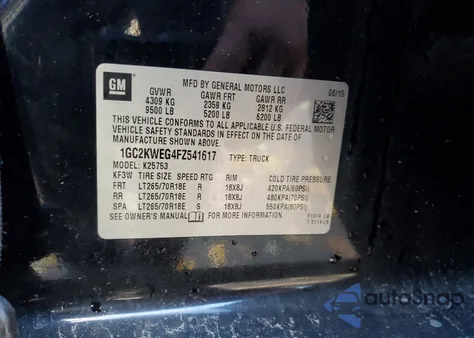 GM
MFD BY GENERAL MOTORS LLC
06/15
GVWR GAWR FRT GAWR RR
4309 KG 2359 KG 2812 KG
9500 LB 5200 LB 6200 LB
THIS VEHICLE CONFORMS TO ALL APPLICABLE U.S. FEDERAL MOTOR
VEHICLE SAFETY STANDARDS IN EFFECT ON THE DATE OF MANUFACTURE
SHOWN ABOVE.
1GC2KWEG4FZ541617 TYPE: TRUCK
MODEL: K25753
KF3W TIRE SIZE SPEED RTG RIM COLD TIRE PRESSURE
FRT LT265/70R18E R 18X8J 420KPA(60PSI)
RR LT265/70R18E R 18X8J 480KPA(70PSI)
SPA LT265/70R18E S 18X8J 550KPA(80PSI)
SEE OWNER'S MANUAL FOR MORE INFORMATION.
autoSnap